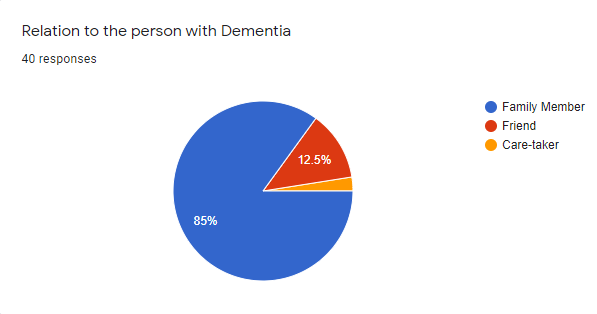 Relation to the person with Dementia
40 responses
Family Member
Friend
Care-taker
12.5%
85%